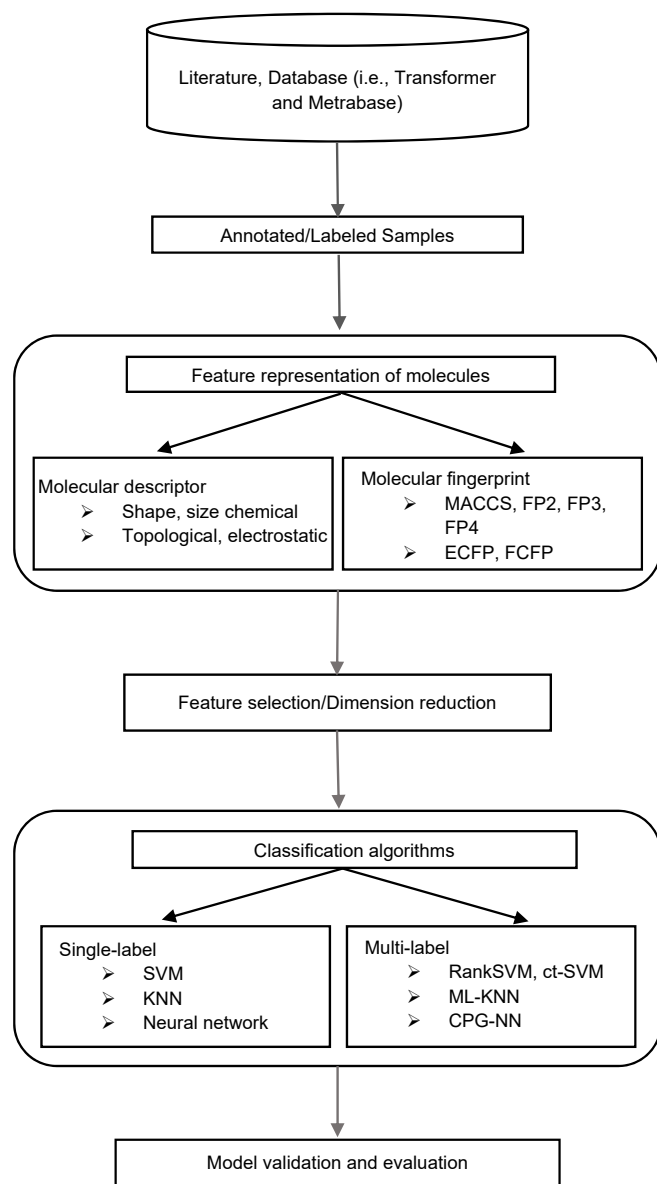 Literature, Database (i.e., Transformer
and Metrabase)
Annotated/Labeled Samples
Feature representation of molecules
Molecular descriptor
➢ Shape, size chemical
➢ Topological, electrostatic
Molecular fingerprint
➢ MACCS, FP2, FP3,
FP4
➢ ECFP, FCFP
Feature selection/Dimension reduction
Classification algorithms
Single-label
➢ SVM
➢ KNN
➢ Neural network
Multi-label
➢ RankSVM, ct-SVM
➢ ML-KNN
➢ CPG-NN
Model validation and evaluation